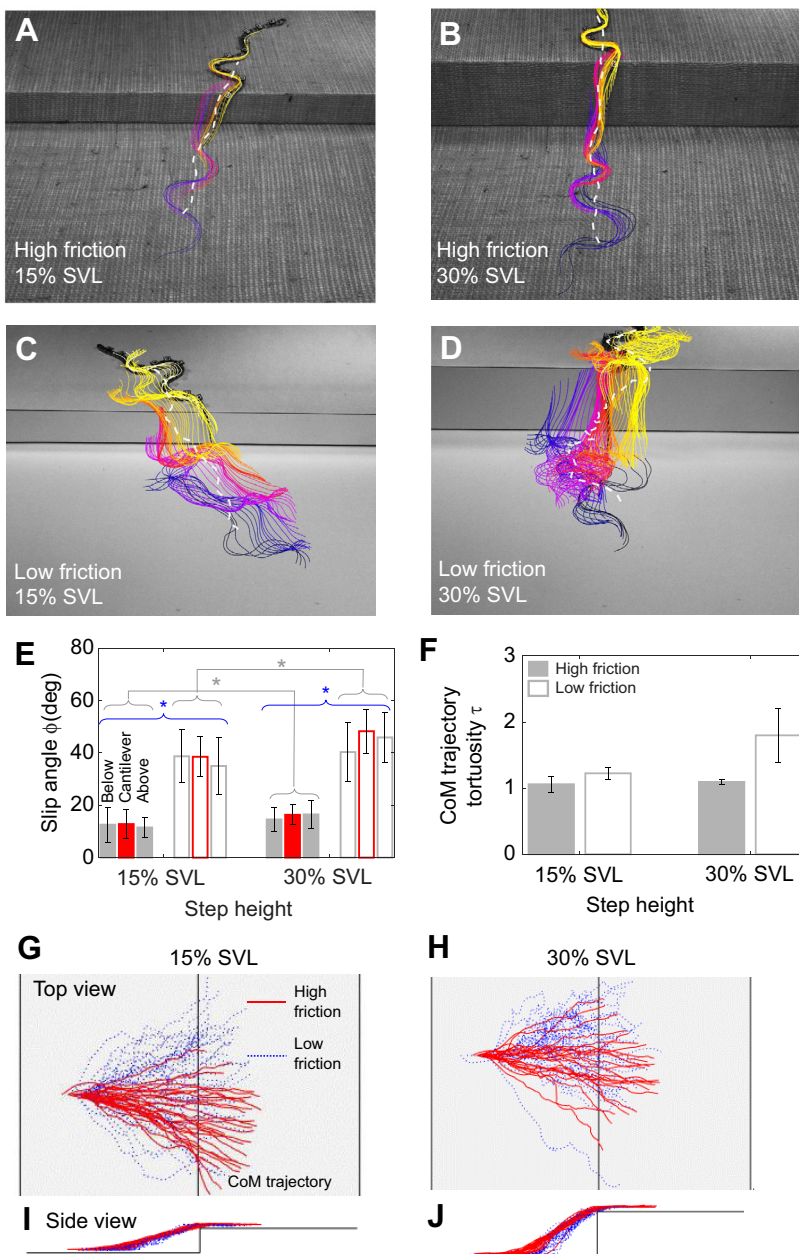 A
High friction
15% SVL
B
High friction
30% SVL
C
Low friction
15% SVL
D
Low friction
30% SVL
E
Slip angle ϕ(deg)
80
60
40
20
0
Below
Cantilever
Above
*
*
*
*
15% SVL
30% SVL
Step height
F
CoM trajectory
tortuosity τ
3
2
1
0
High friction
Low friction
15% SVL
30% SVL
Step height
G
15% SVL
Top view
High
friction
Low
friction
CoM trajectory
H
30% SVL
I Side view
J